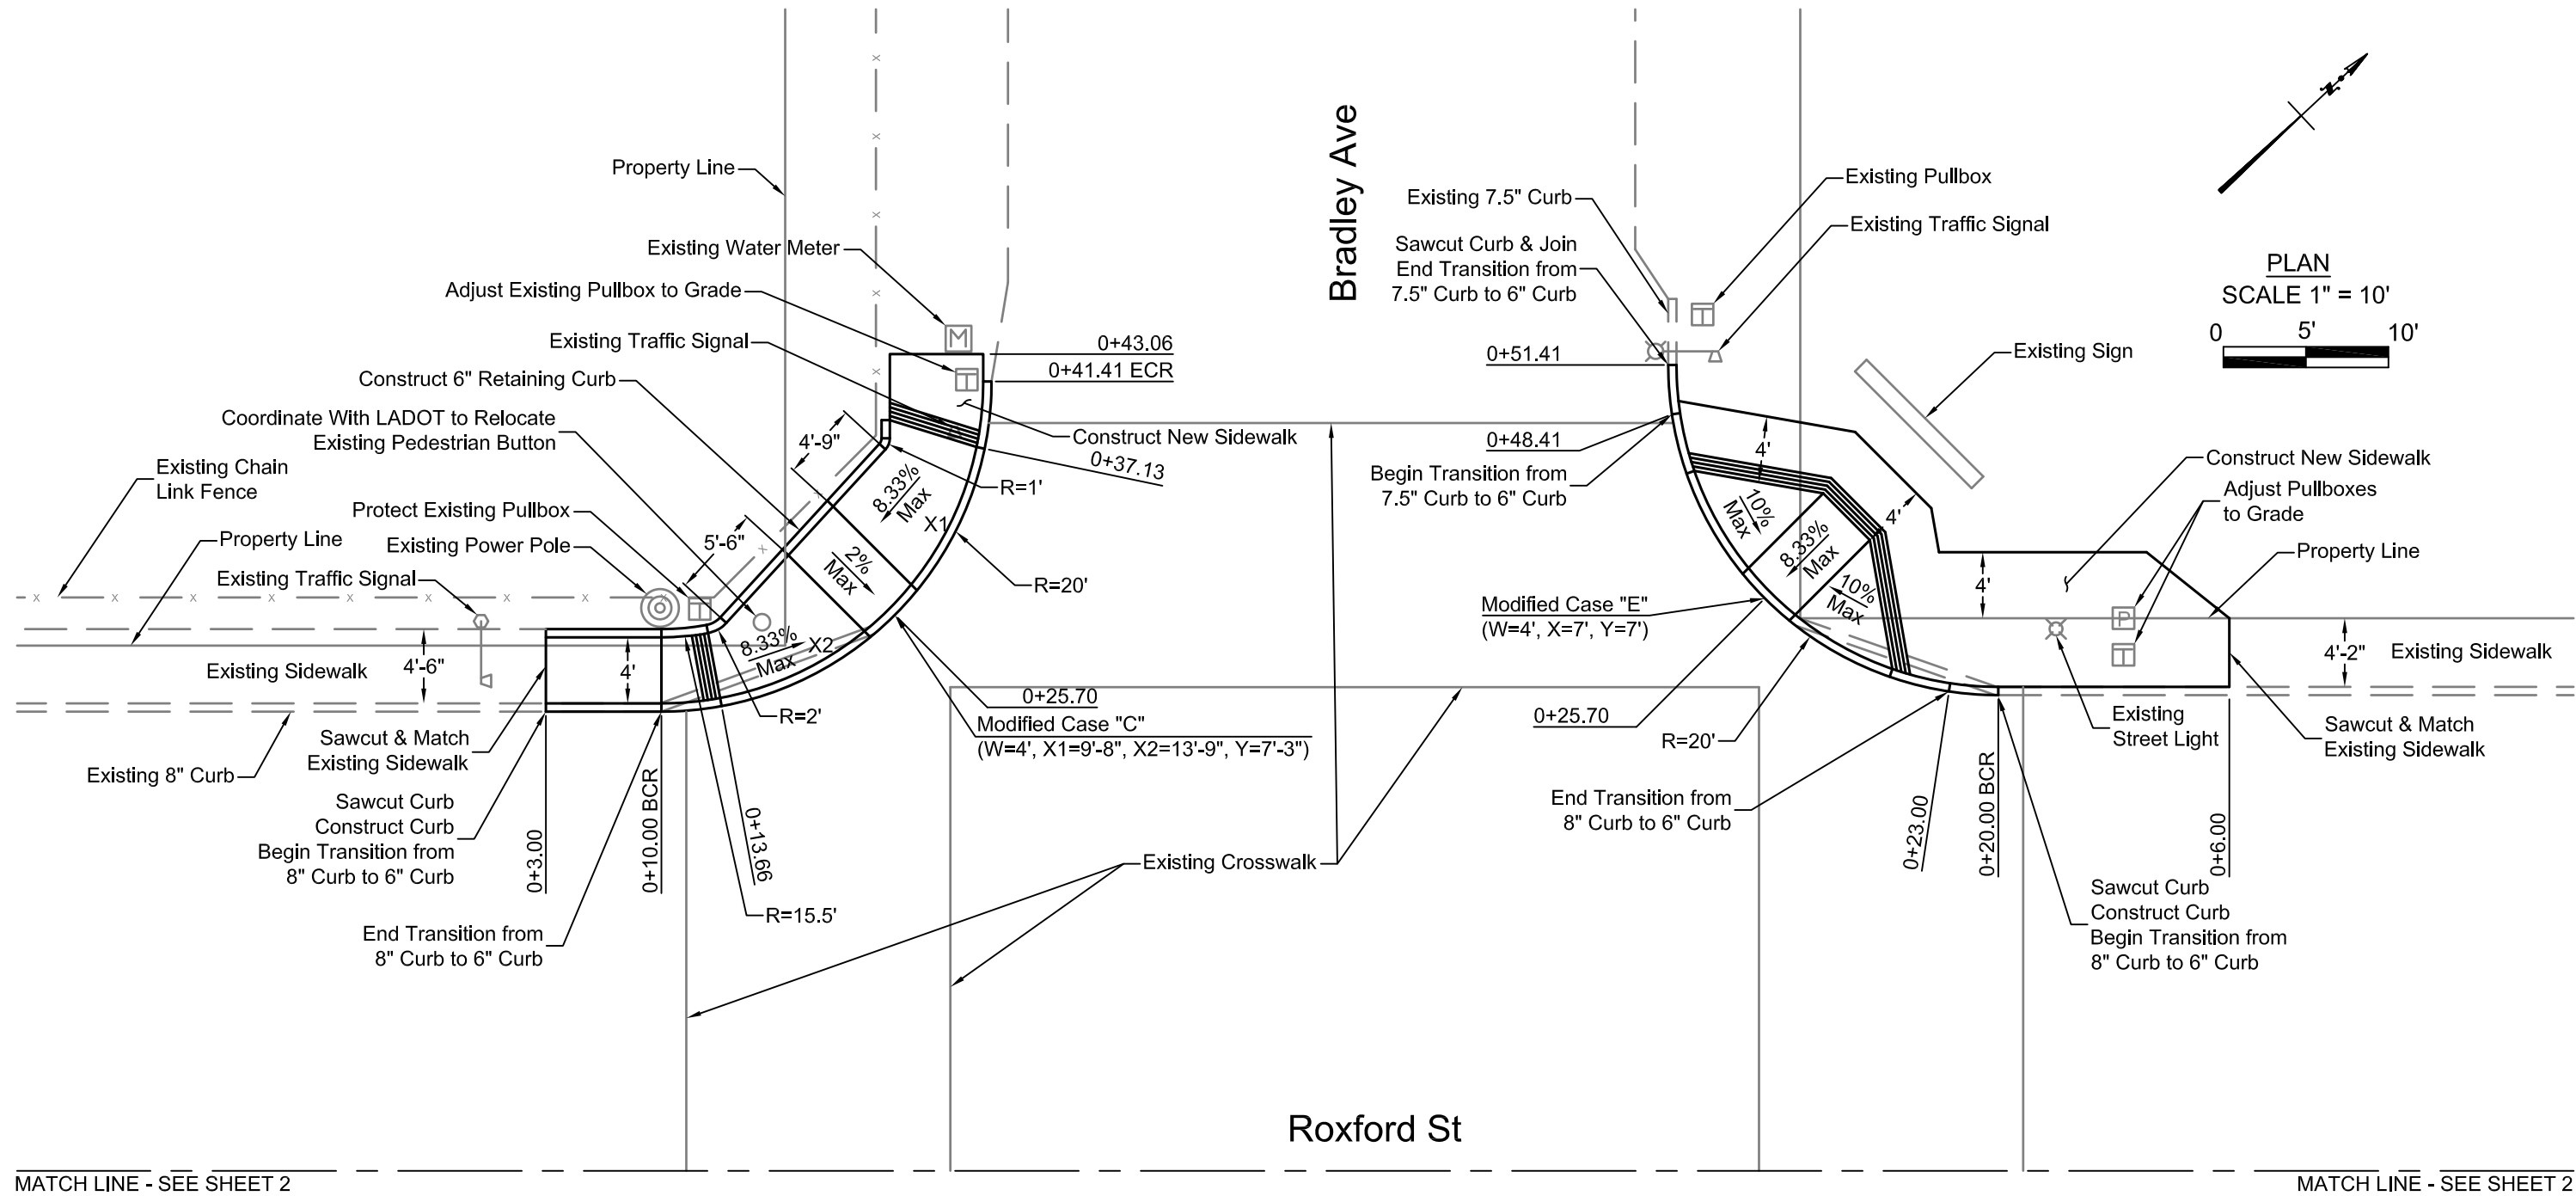 Property Line
Existing Water Meter
Adjust Existing Pullbox to Grade
Existing Traffic Signal
Construct 6" Retaining Curb
Coordinate With LADOT to Relocate
Existing Pedestrian Button
Existing Chain
Link Fence
Protect Existing Pullbox
Property Line
Existing Power Pole
Existing Traffic Signal
Existing Sidewalk
4'-6"
4'
Existing 8" Curb
Sawcut & Match
Existing Sidewalk
Sawcut Curb
Construct Curb
Begin Transition from
8" Curb to 6" Curb
End Transition from
8" Curb to 6" Curb
0+3.00
0+10.00 BCR
0+13.66
R=15.5'
R=2'
4'-9"
5'-6"
8.33%
Max
X1
2%
Max
8.33%
Max
X2
M
T
T
0+43.06
0+41.41 ECR
Construct New Sidewalk
0+37.13
R=1'
R=20'
0+25.70
Modified Case "C"
(W=4', X1=9'-8", X2=13'-9", Y=7'-3")
Existing Crosswalk
Bradley Ave
Roxford St
Existing 7.5" Curb
Sawcut Curb & Join
End Transition from
7.5" Curb to 6" Curb
0+51.41
0+48.41
Begin Transition from
7.5" Curb to 6" Curb
Modified Case "E"
(W=4', X=7', Y=7')
0+25.70
R=20'
End Transition from
8" Curb to 6" Curb
0+23.00
0+20.00 BCR
0+6.00
Existing Pullbox
Existing Traffic Signal
T
Existing Sign
4'
4'
4'
10%
Max
8.33%
Max
10%
Max
Construct New Sidewalk
Adjust Pullboxes
to Grade
Property Line
P
T
4'-2"
Existing Sidewalk
Existing
Street Light
Sawcut & Match
Existing Sidewalk
Sawcut Curb
Construct Curb
Begin Transition from
8" Curb to 6" Curb
N
PLAN
SCALE 1" = 10'
0 5' 10'
MATCH LINE - SEE SHEET 2
MATCH LINE - SEE SHEET 2